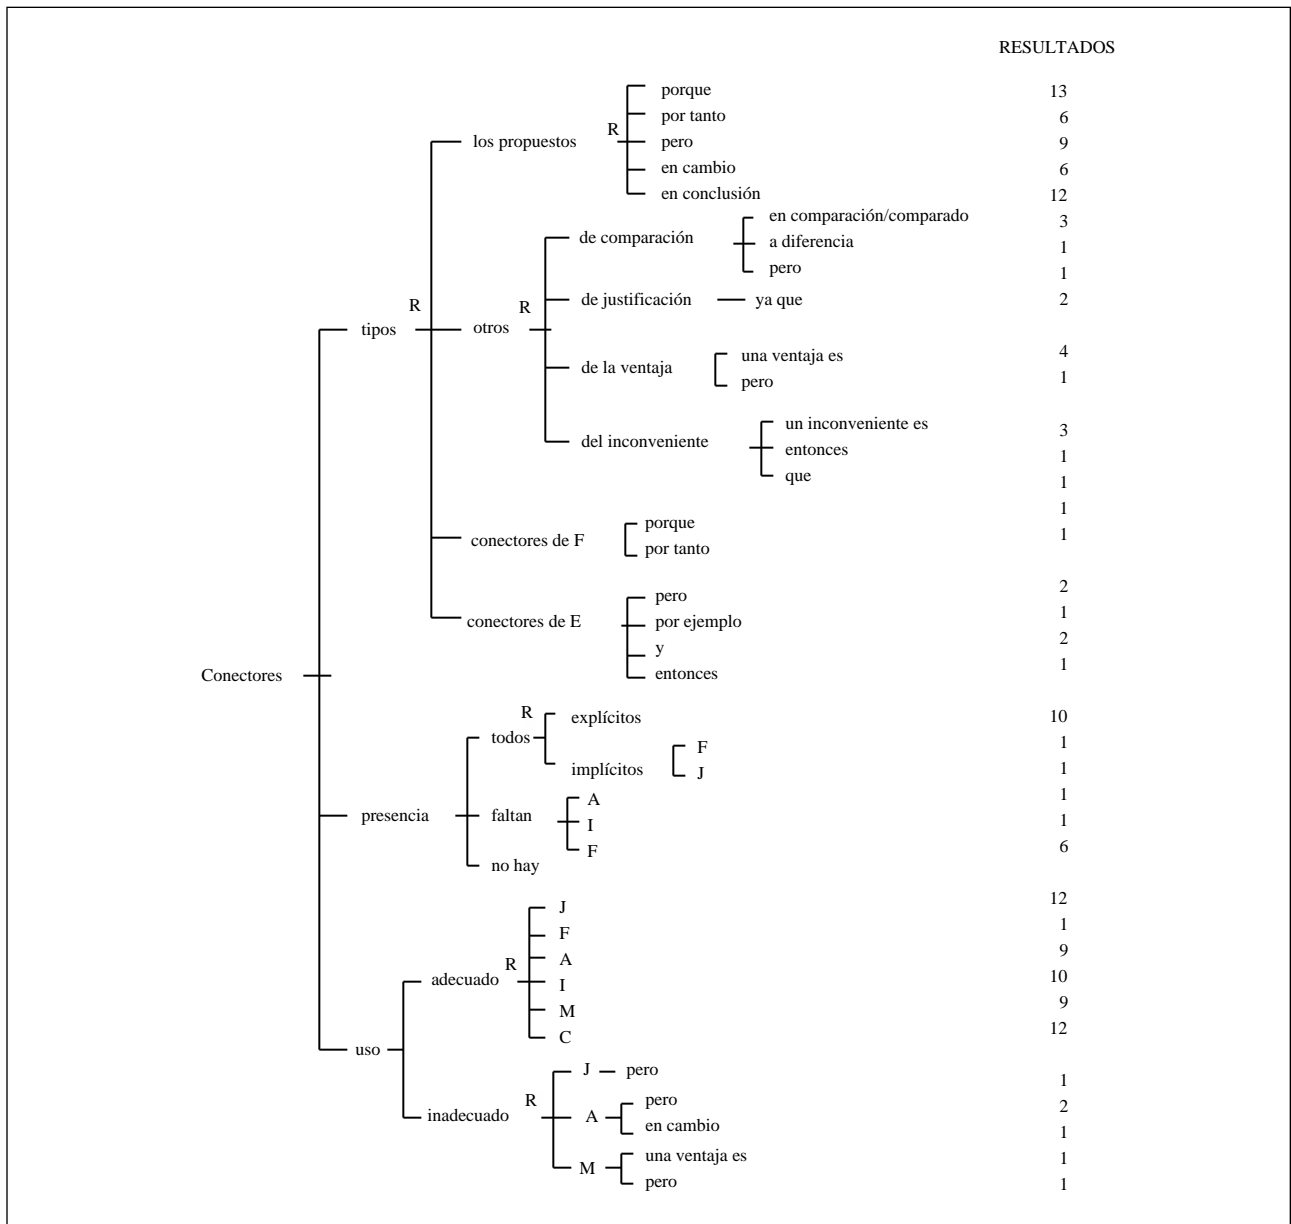 RESULTADOS
porque 13
por tanto 6
R
los propuestos pero 9
en cambio 6
en conclusión 12
en comparación/comparado 3
de comparación a diferencia 1
pero 1
de justificación ya que 2
R R
tipos otros
una ventaja es 4
de la ventaja
pero 1
un inconveniente es 3
del inconveniente entonces 1
que 1
1
porque 1
conectores de F
por tanto
2
pero 1
conectores de E por ejemplo 2
y
entonces 1
Conectores
R explícitos 10
todos
F 1
implícitos J 1
A 1
presencia faltan I 1
F 6
no hay
12
J 1
F 9
R A
adecuado I 10
M 9
C 12
uso
J pero 1
R pero 2
inadecuado A
en cambio 1
una ventaja es 1
M
pero 1